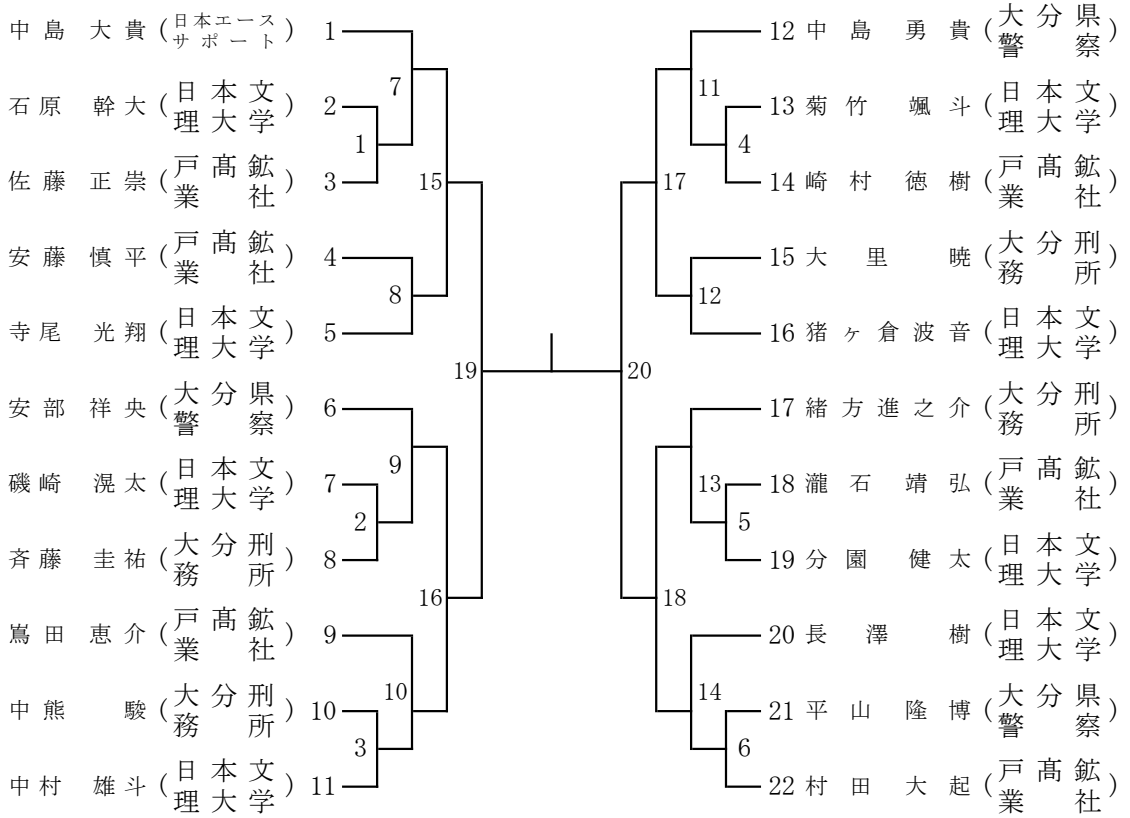 中島 大貴 (日本エースサポート) 1
石原 幹大 (日本文理大学) 2
佐藤 正崇 (戸髙鉱業社) 3
安藤 慎平 (戸髙鉱業社) 4
寺尾 光翔 (日本文理大学) 5
安部 祥央 (大分県警察) 6
磯崎 滉太 (日本文理大学) 7
斉藤 圭祐 (大分刑務所) 8
嶌田 恵介 (戸髙鉱業社) 9
中熊 駿 (大分刑務所) 10
中村 雄斗 (日本文理大学) 11
7
1
15
8
19
9
2
16
10
3
12 中島 勇貴 (大分県警察)
13 菊竹 颯斗 (日本文理大学)
14 崎村 徳樹 (戸髙鉱業社)
15 大里 暁 (大分刑務所)
16 猪ヶ倉波音 (日本文理大学)
17 緒方進之介 (大分刑務所)
18 瀧石 靖弘 (戸髙鉱業社)
19 分園 健太 (日本文理大学)
20 長澤 樹 (日本文理大学)
21 平山 隆博 (大分県警察)
22 村田 大起 (戸髙鉱業社)
11
4
17
12
20
13
5
18
14
6